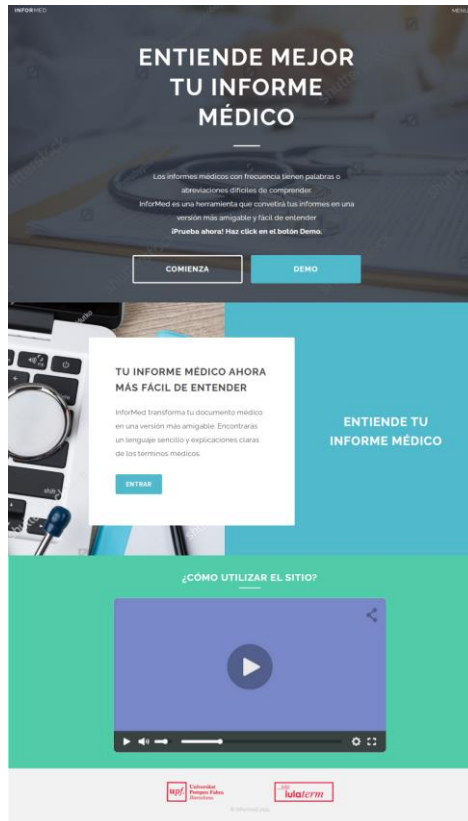 INFORMED
MENU
ENTIENDE MEJOR
TU INFORME
MÉDICO
Los informes médicos con frecuencia tienen palabras o
abreviaciones difíciles de comprender.
InforMed es una herramienta que convetirá tus informes en una
versión más amigable y fácil de entender
¡Prueba ahora! Haz click en el botón Demo.
COMIENZA
DEMO
TU INFORME MÉDICO AHORA
MÁS FÁCIL DE ENTENDER
InforMed transforma tu documento médico
en una versión más amigable. Encontrarás
un lenguaje sencillo y explicaciones claras
de los términos médicos.
ENTRAR
ENTIENDE TU
INFORME MÉDICO
¿CÓMO UTILIZAR EL SITIO?
upf.
Universitat
Pompeu Fabra
Barcelona
iulaterm